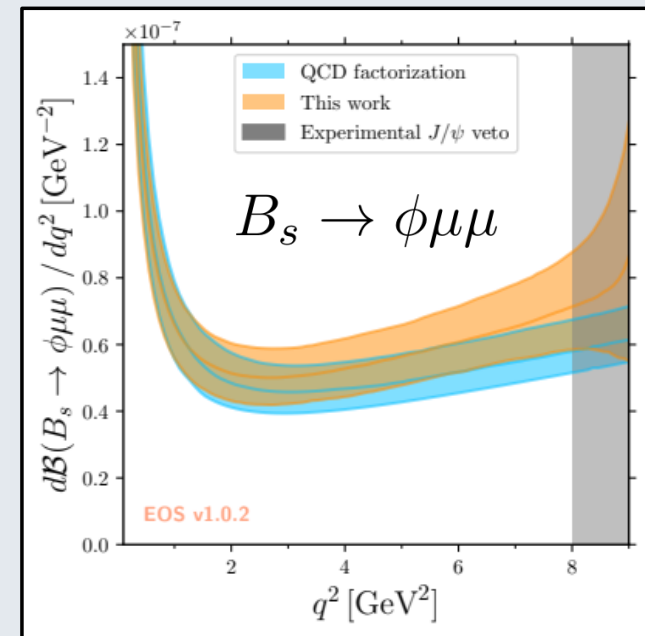 ×10⁻⁷
dB(B_s → φμμ) / dq² [GeV⁻²]
1.4
1.2
1.0
0.8
0.6
0.4
0.2
0.0
QCD factorization
This work
Experimental J/ψ veto
B_s → φμμ
EOS v1.0.2
2 4 6 8
q² [GeV²]